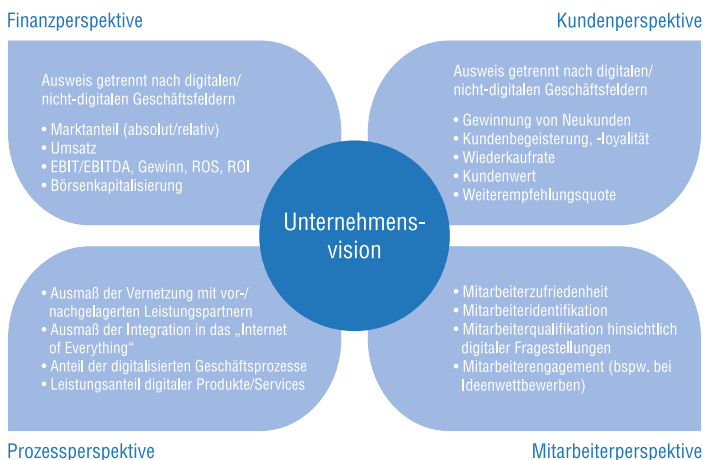 Finanzperspektive
Kundenperspektive
Ausweis getrennt nach digitalen/
nicht-digitalen Geschäftsfeldern
• Marktanteil (absolut/relativ)
• Umsatz
• EBIT/EBITDA, Gewinn, ROS, ROI
• Börsenkapitalisierung
Ausweis getrennt nach digitalen/
nicht-digitalen Geschäftsfeldern
• Gewinnung von Neukunden
• Kundenbegeisterung, -loyalität
• Wiederkaufrate
• Kundenwert
• Weiterempfehlungsquote
Unternehmens-
vision
• Ausmaß der Vernetzung mit vor-/
nachgelagerten Leistungspartnern
• Ausmaß der Integration in das „Internet
of Everything“
• Anteil der digitalisierten Geschäftsprozesse
• Leistungsanteil digitaler Produkte/Services
• Mitarbeiterzufriedenheit
• Mitarbeiteridentifikation
• Mitarbeiterqualifikation hinsichtlich
digitaler Fragestellungen
• Mitarbeiterengagement (bspw. bei
Ideenwettbewerben)
Prozessperspektive
Mitarbeiterperspektive